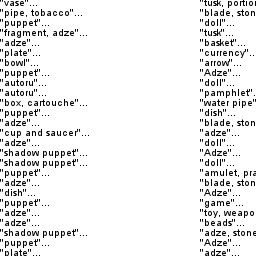 "vase"... "tusk, portion
"pipe, tobacco"... "blade, ston
"puppet"... "doll"...
"fragment, adze"... "tusk"...
"adze"... "basket"...
"plate"... "currency"...
"bowl"... "arrow"...
"puppet"... "Adze"...
"autoru"... "doll"...
"autoru"... "pamphlet"...
"box, cartouche"... "water pipe"
"puppet"... "dish"...
"adze"... "blade, ston
"cup and saucer"... "adze"...
"adze"... "doll"...
"shadow puppet"... "Adze"...
"shadow puppet"... "doll"...
"puppet"... "amulet, pra
"adze"... "blade, ston
"dish"... "Adze"...
"puppet"... "game"...
"adze"... "toy, weapo
"adze"... "beads"...
"shadow puppet"... "adze, stone
"puppet"... "Adze"...
"plate"... "adze"...